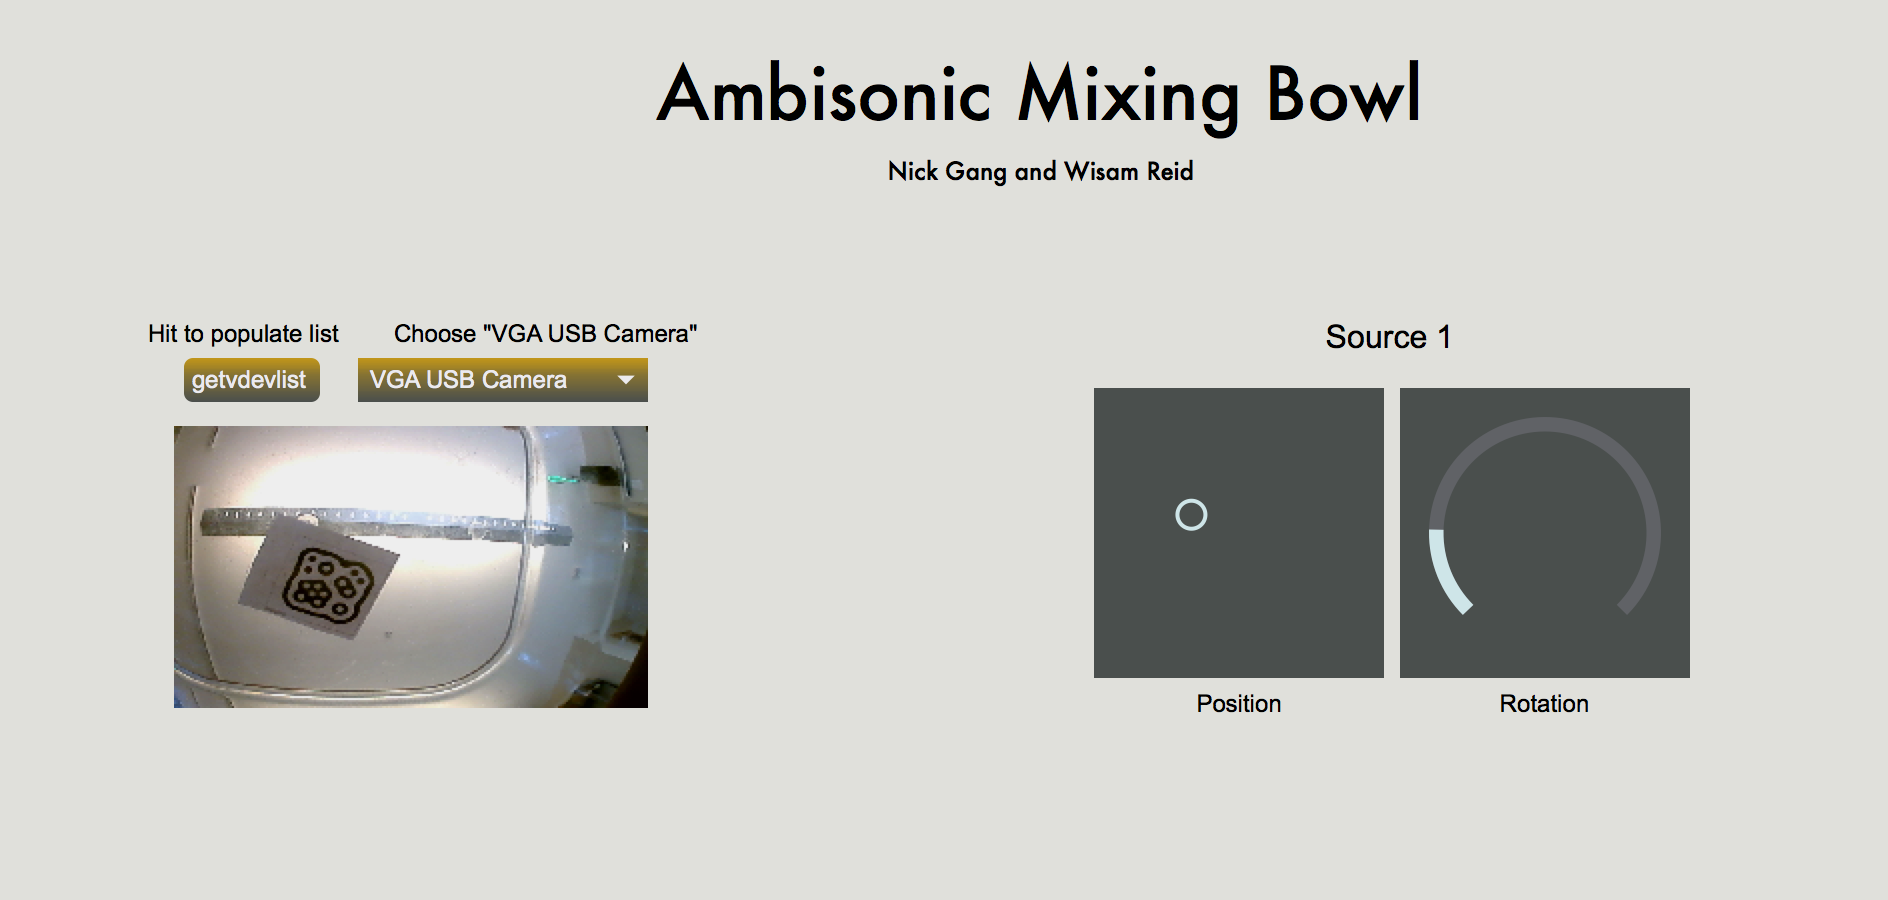 Ambisonic Mixing Bowl
Nick Gang and Wisam Reid
Hit to populate list
Choose "VGA USB Camera"
getvdevlist
VGA USB Camera
Source 1
Position
Rotation